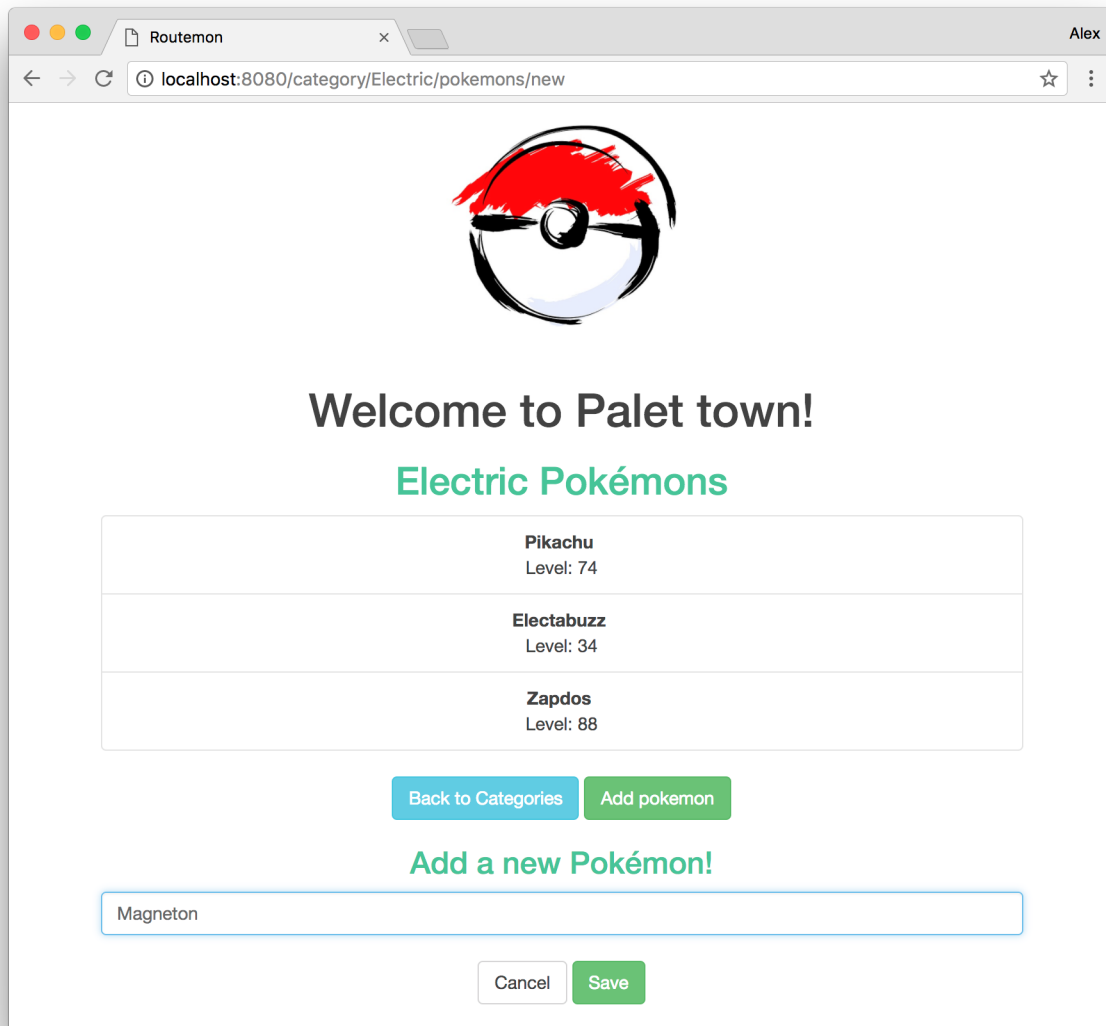 Routemon
Alex
localhost:8080/category/Electric/pokemons/new
Welcome to Palet town!
Electric Pokémons
Pikachu
Level: 74
Electabuzz
Level: 34
Zapdos
Level: 88
Back to Categories Add pokemon
Add a new Pokémon!
Magneton
Cancel Save